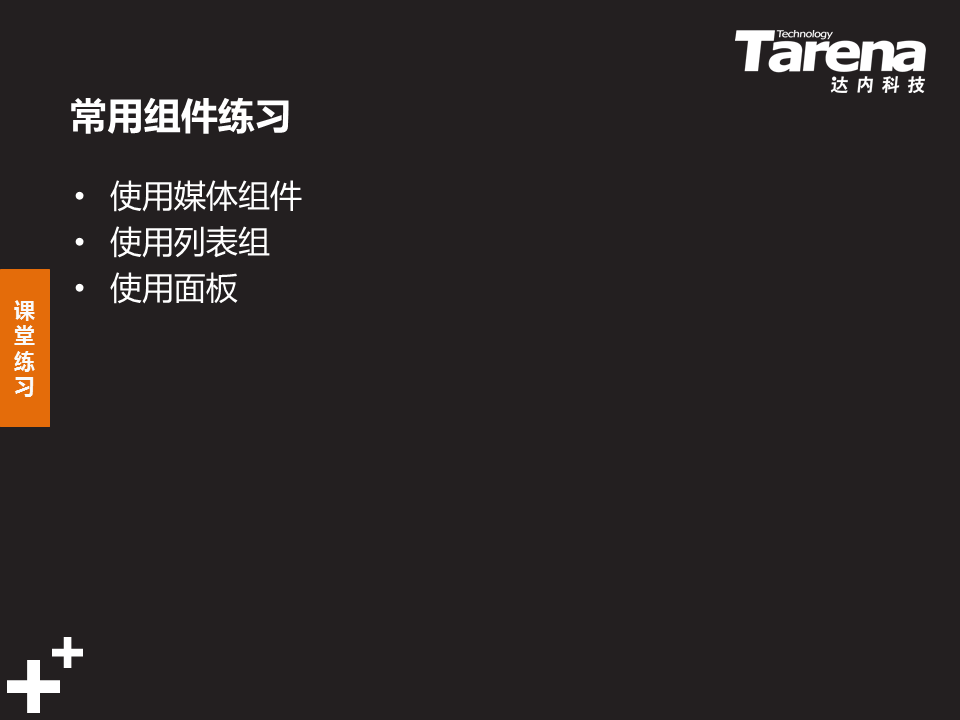 Technology
Tarena
达内科技
常用组件练习
• 使用媒体组件
• 使用列表组
• 使用面板
课
堂
练
习